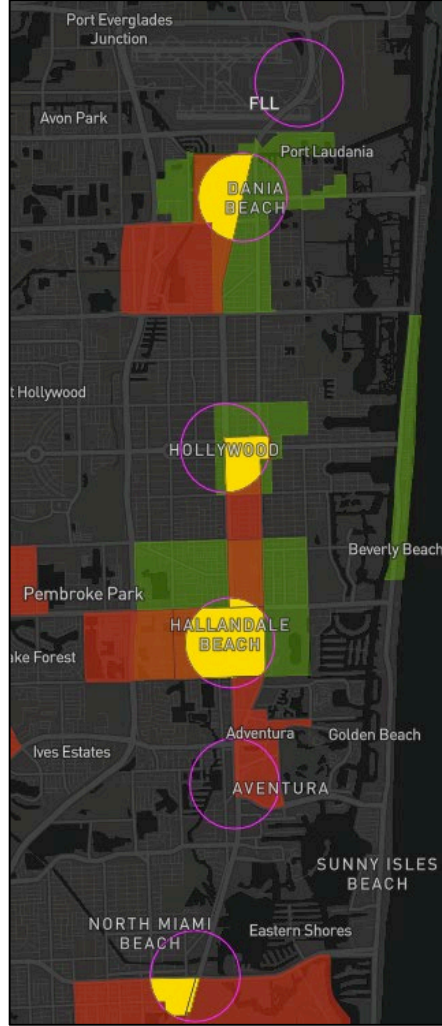 Port Everglades
Junction
FLL
Avon Park
Port Laudania
DANIA
BEACH
t Hollywood
HOLLYWOOD
Beverly Beach
Pembroke Park
HALLANDALE
BEACH
ake Forest
Adventura
Golden Beach
Ives Estates
AVENTURA
SUNNY ISLES
BEACH
NORTH MIAMI
BEACH
Eastern Shores